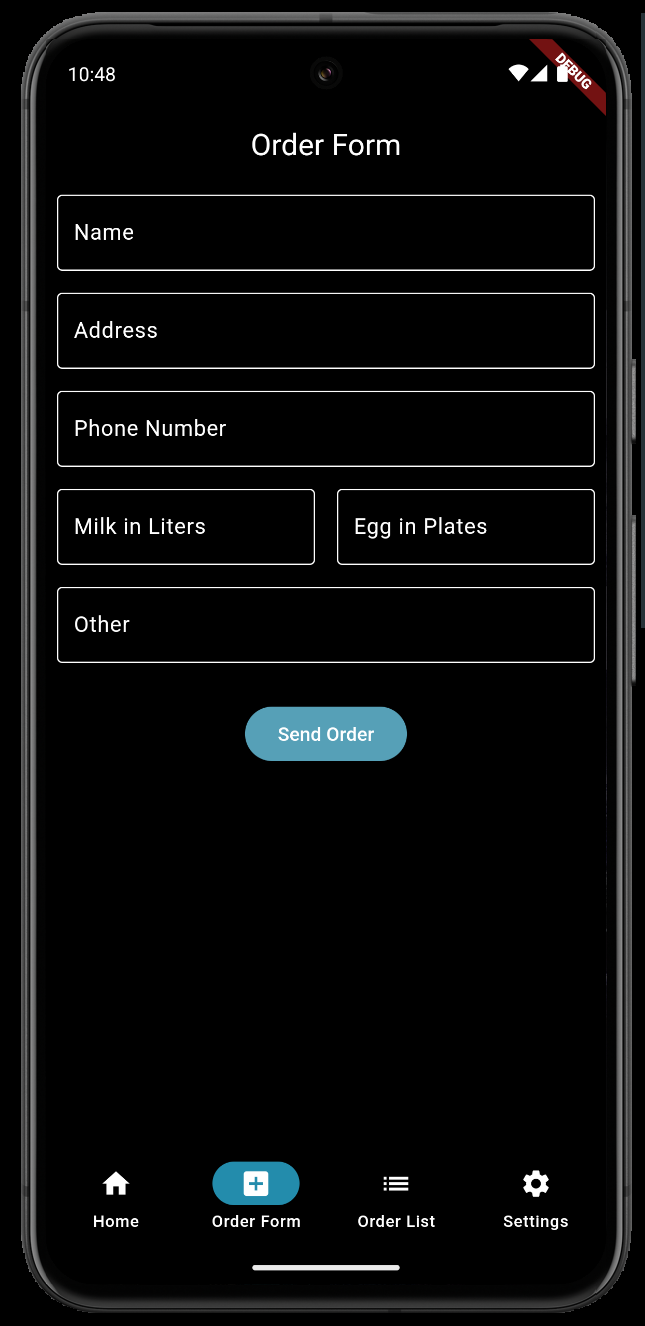 10:48
DEBUG
Order Form
Name
Address
Phone Number
Milk in Liters
Egg in Plates
Other
Send Order
Home
Order Form
Order List
Settings